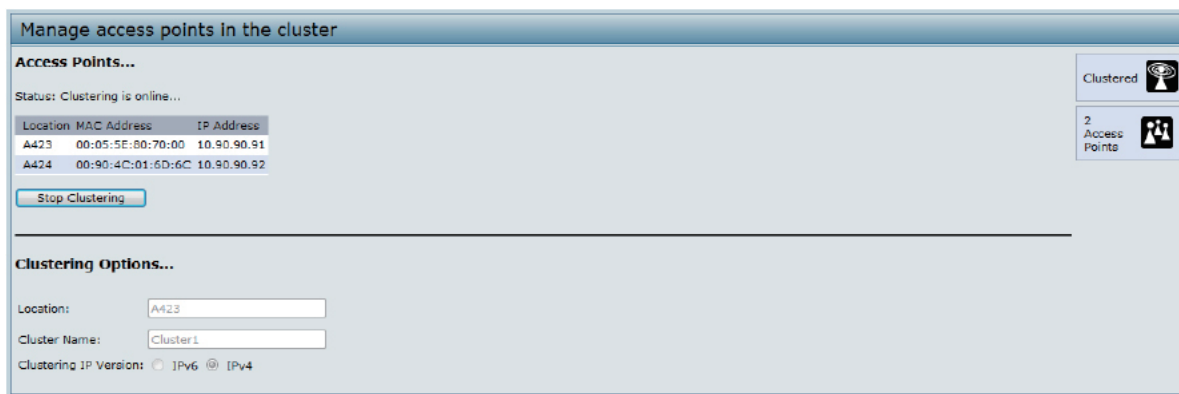 Manage access points in the cluster
Access Points...
Clustered
Status: Clustering is online...
2
Access
Points
Location MAC Address IP Address
A423 00:05:5E:80:70:00 10.90.90.91
A424 00:90:4C:01:6D:6C 10.90.90.92
Stop Clustering
Clustering Options...
Location: A423
Cluster Name: Cluster1
Clustering IP Version: IPv6 IPv4